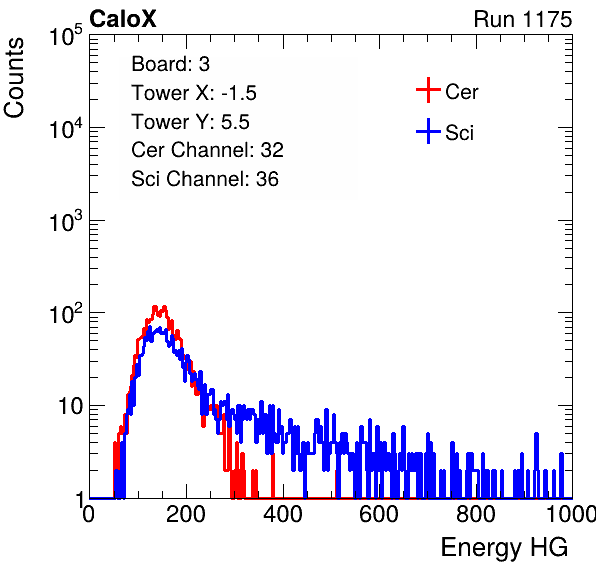 CaloX Run 1175
Counts
10^5
10^4
10^3
10^2
10
1
Board: 3
Tower X: -1.5
Tower Y: 5.5
Cer Channel: 32
Sci Channel: 36
Cer
Sci
0 200 400 600 800 1000
Energy HG